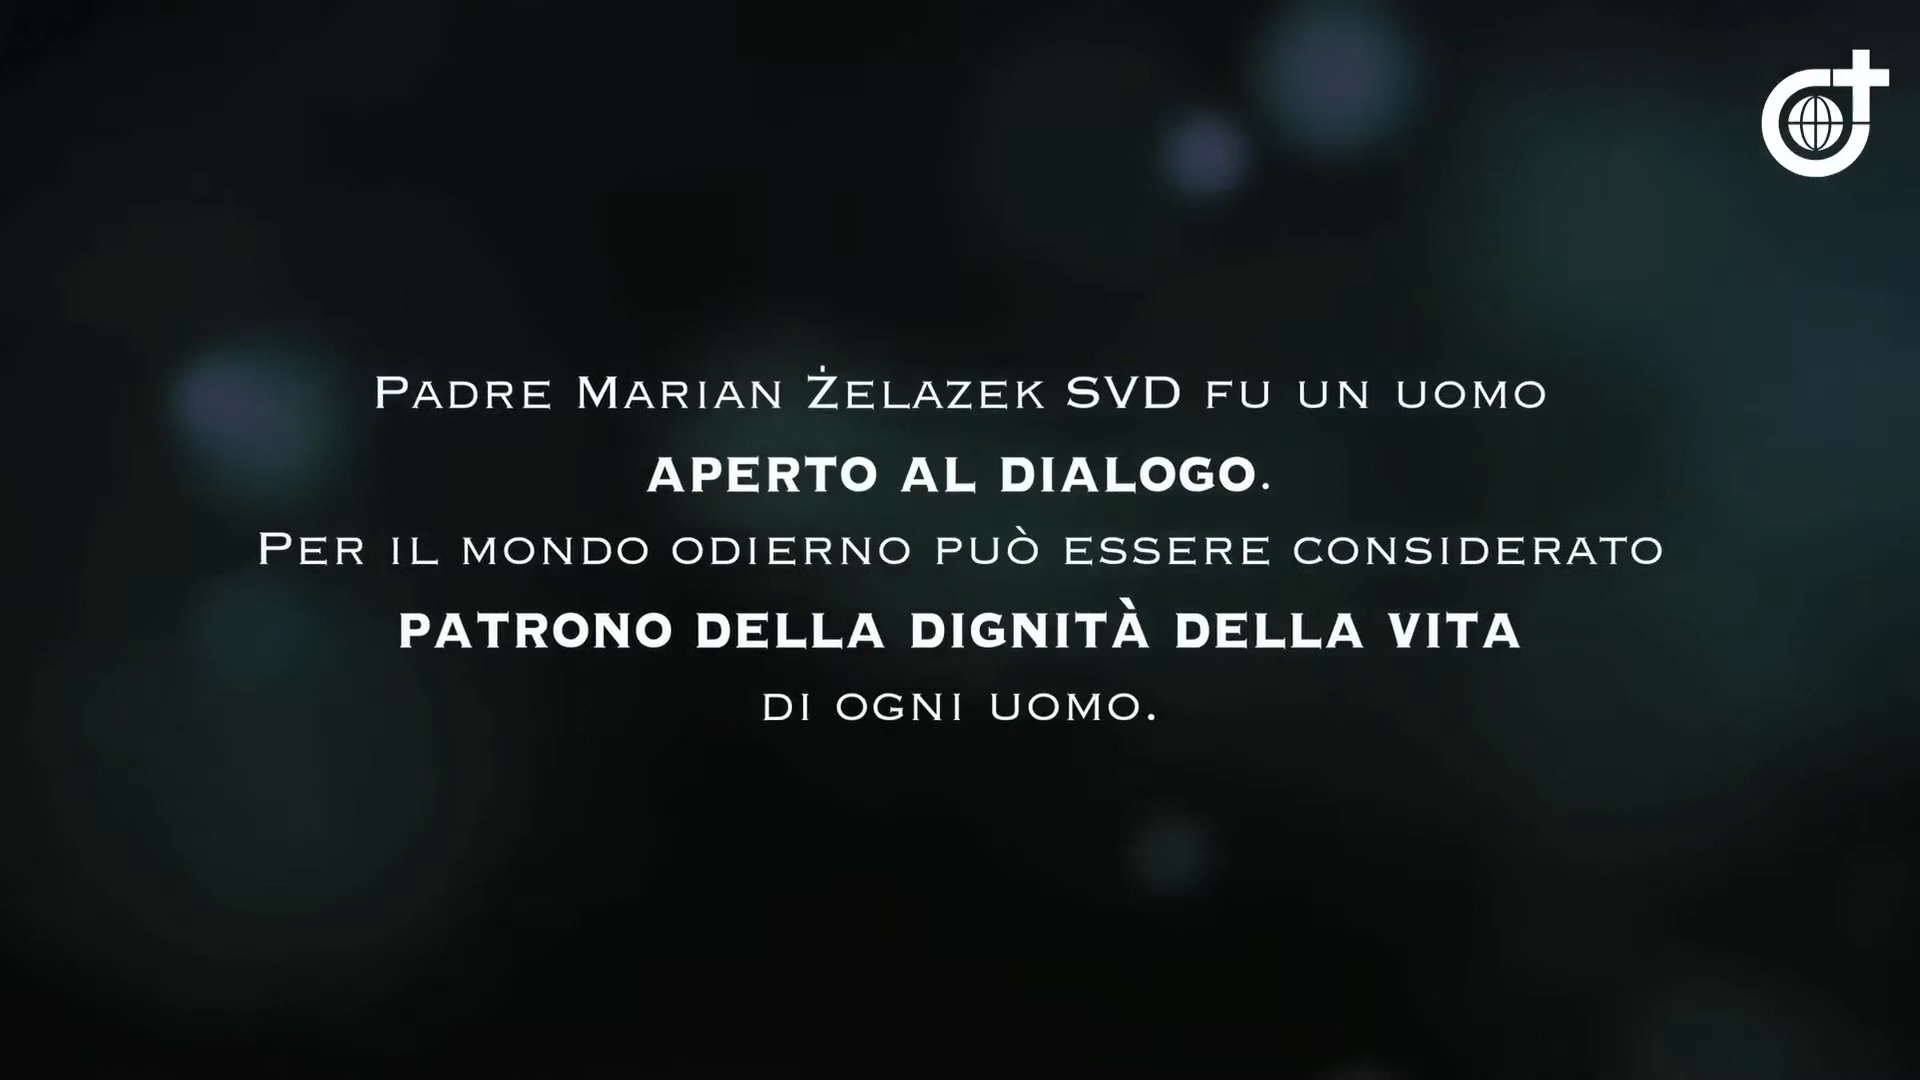 Padre Marian Żelazek SVD fu un uomo
aperto al dialogo.
Per il mondo odierno può essere considerato
patrono della dignità della vita
di ogni uomo.